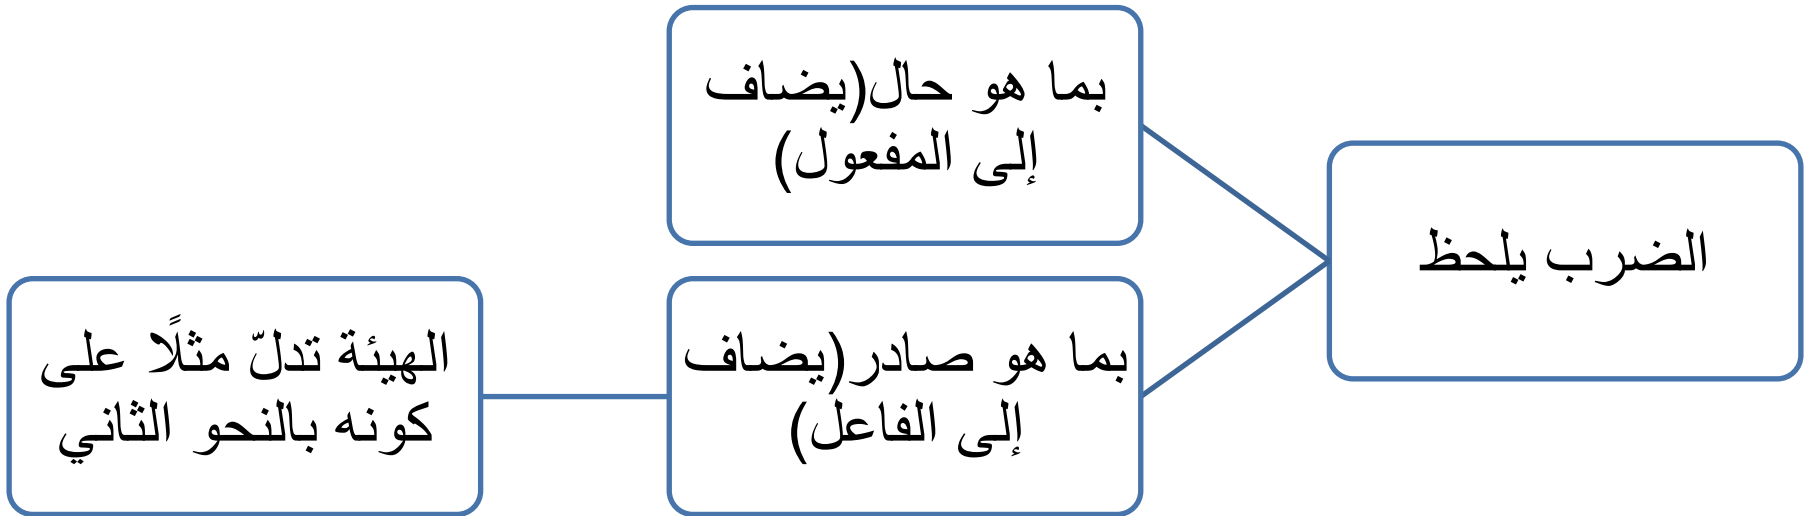 الضرب يلحظ
بما هو حال(يضاف
إلى المفعول)
بما هو صادر(يضاف
إلى الفاعل)
الهيئة تدلّ مثلًا على
كونه بالنحو الثاني